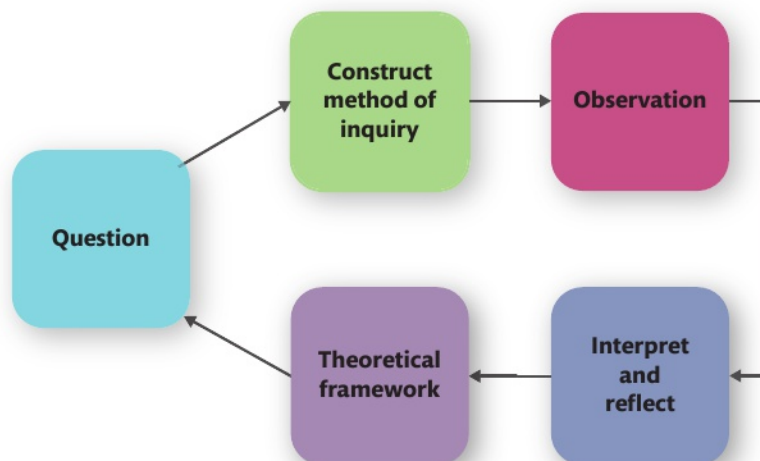 Construct
method of
inquiry
Observation
Question
Theoretical
framework
Interpret
and
reflect